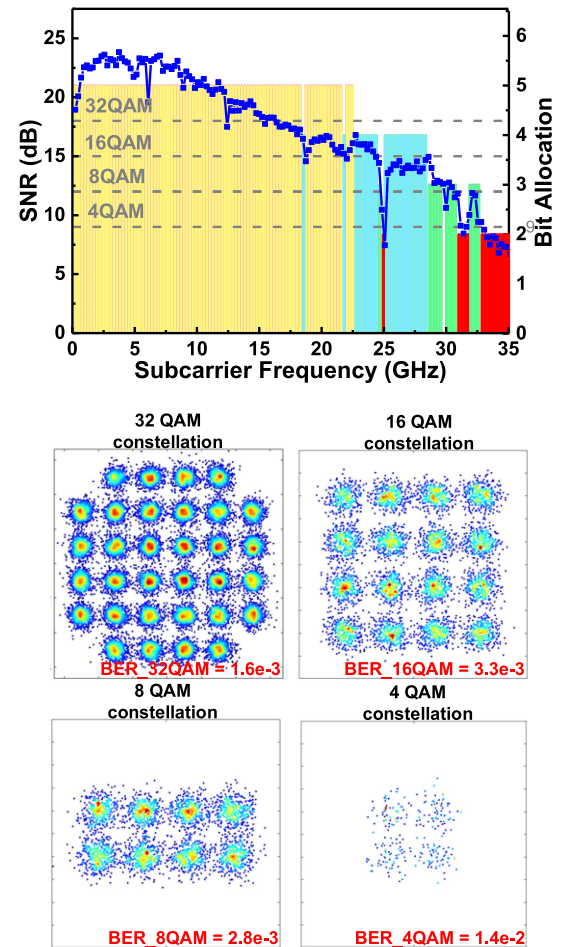 25
20
15
10
5
0
SNR (dB)
32QAM
16QAM
8QAM
4QAM
6
5
4
3
2
1
0
9
Bit Allocation
0 5 10 15 20 25 30 35
Subcarrier Frequency (GHz)
32 QAM
constellation
16 QAM
constellation
BER_32QAM = 1.6e-3
BER_16QAM = 3.3e-3
8 QAM
constellation
4 QAM
constellation
BER_8QAM = 2.8e-3
BER_4QAM = 1.4e-2